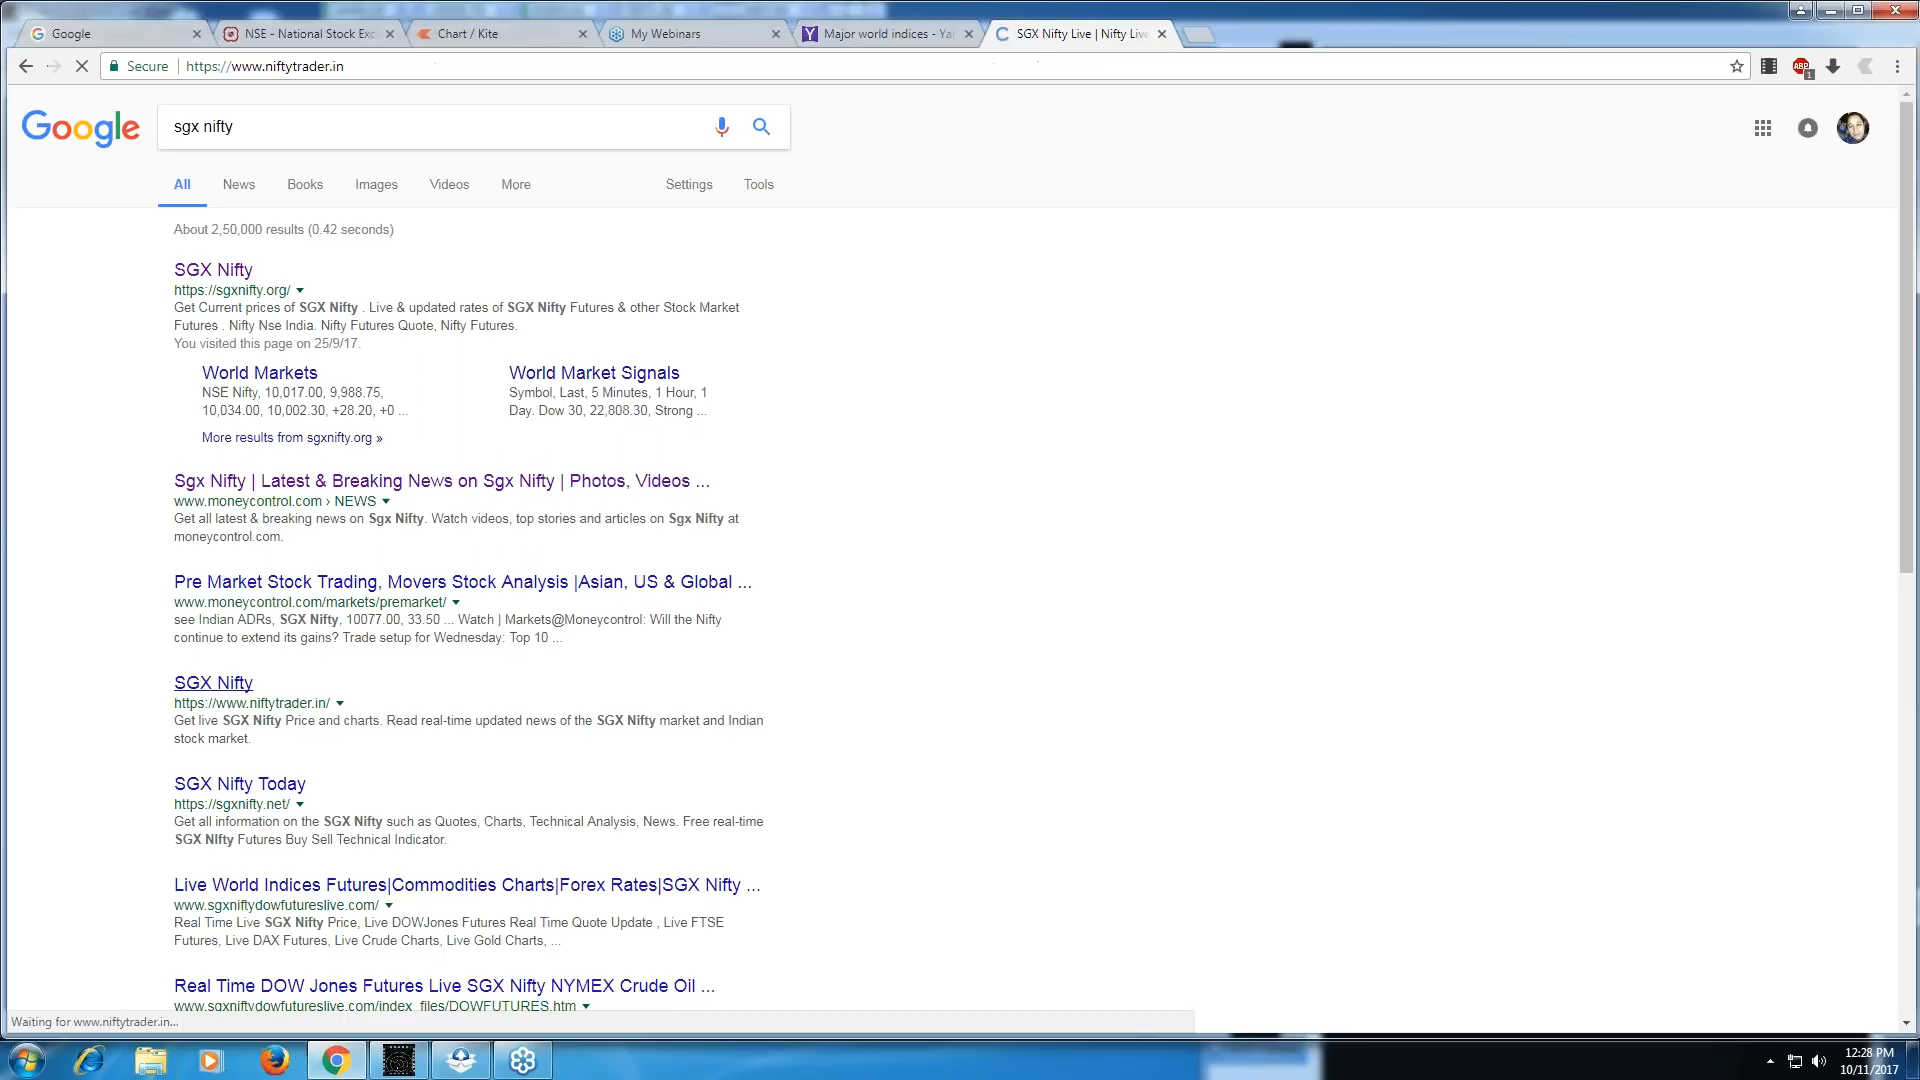 Google
NSE - National Stock Exc
Chart / Kite
My Webinars
Major world indices - Ya
SGX Nifty Live | Nifty Live
Secure
https://www.niftytrader.in
ABP
1
Google
sgx nifty
All
News
Books
Images
Videos
More
Settings
Tools
About 2,50,000 results (0.42 seconds)
SGX Nifty
https://sgxnifty.org/
Get Current prices of SGX Nifty . Live & updated rates of SGX Nifty Futures & other Stock Market
Futures . Nifty Nse India. Nifty Futures Quote, Nifty Futures.
You visited this page on 25/9/17.
World Markets
NSE Nifty, 10,017.00, 9,988.75,
10,034.00, 10,002.30, +28.20, +0 ...
World Market Signals
Symbol, Last, 5 Minutes, 1 Hour, 1
Day. Dow 30, 22,808.30, Strong ...
More results from sgxnifty.org »
Sgx Nifty | Latest & Breaking News on Sgx Nifty | Photos, Videos ...
www.moneycontrol.com › NEWS
Get all latest & breaking news on Sgx Nifty. Watch videos, top stories and articles on Sgx Nifty at
moneycontrol.com.
Pre Market Stock Trading, Movers Stock Analysis |Asian, US & Global ...
www.moneycontrol.com/markets/premarket/
see Indian ADRs, SGX Nifty, 10077.00, 33.50 ... Watch | Markets@Moneycontrol: Will the Nifty
continue to extend its gains? Trade setup for Wednesday: Top 10 ...
SGX Nifty
https://www.niftytrader.in/
Get live SGX Nifty Price and charts. Read real-time updated news of the SGX Nifty market and Indian
stock market.
SGX Nifty Today
https://sgxnifty.net/
Get all information on the SGX Nifty such as Quotes, Charts, Technical Analysis, News. Free real-time
SGX NIfty Futures Buy Sell Technical Indicator.
Live World Indices Futures|Commodities Charts|Forex Rates|SGX Nifty ...
www.sgxniftydowfutureslive.com/
Real Time Live SGX Nifty Price, Live DOWJones Futures Real Time Quote Update , Live FTSE
Futures, Live DAX Futures, Live Crude Charts, Live Gold Charts, ...
Real Time DOW Jones Futures Live SGX Nifty NYMEX Crude Oil ...
www.sgxniftydowfutureslive.com/index_files/DOWFUTURES.htm
Waiting for www.niftytrader.in...
12:28 PM
10/11/2017